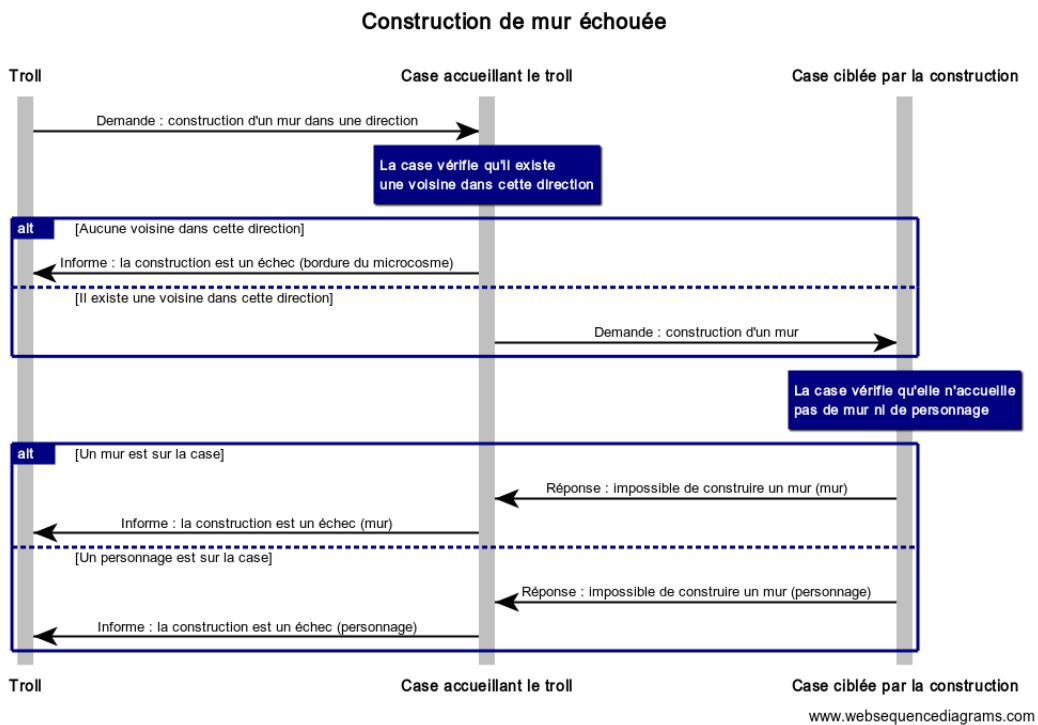 Construction de mur échouée
Troll
Case accueillant le troll
Case ciblée par la construction
Demande : construction d'un mur dans une direction
La case vérifie qu'il existe
une voisine dans cette direction
alt
[Aucune voisine dans cette direction]
Informe : la construction est un échec (bordure du microcosme)
[Il existe une voisine dans cette direction]
Demande : construction d'un mur
La case vérifie qu'elle n'accueille
pas de mur ni de personnage
alt
[Un mur est sur la case]
Réponse : impossible de construire un mur (mur)
Informe : la construction est un échec (mur)
[Un personnage est sur la case]
Réponse : impossible de construire un mur (personnage)
Informe : la construction est un échec (personnage)
Troll
Case accueillant le troll
Case ciblée par la construction
www.websequencediagrams.com